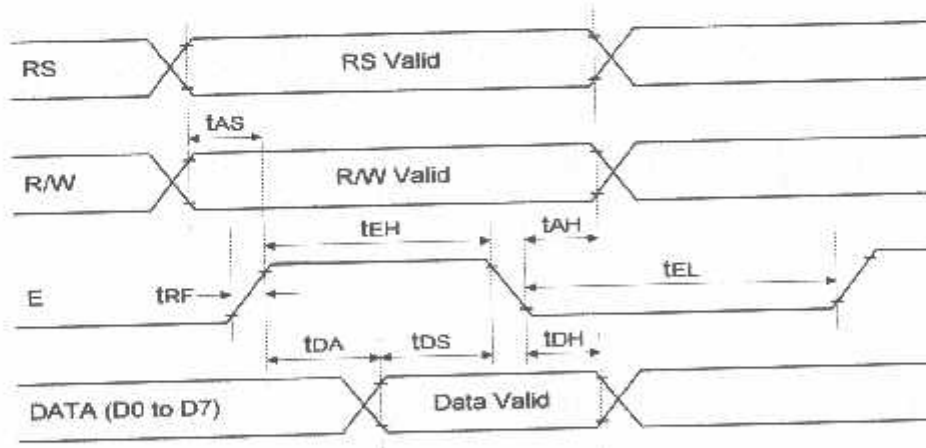 RS
RS Valid
tAS
R/W
R/W Valid
tEH
tAH
tEL
E
tRF
tDA
tDS
tDH
DATA (D0 to D7)
Data Valid